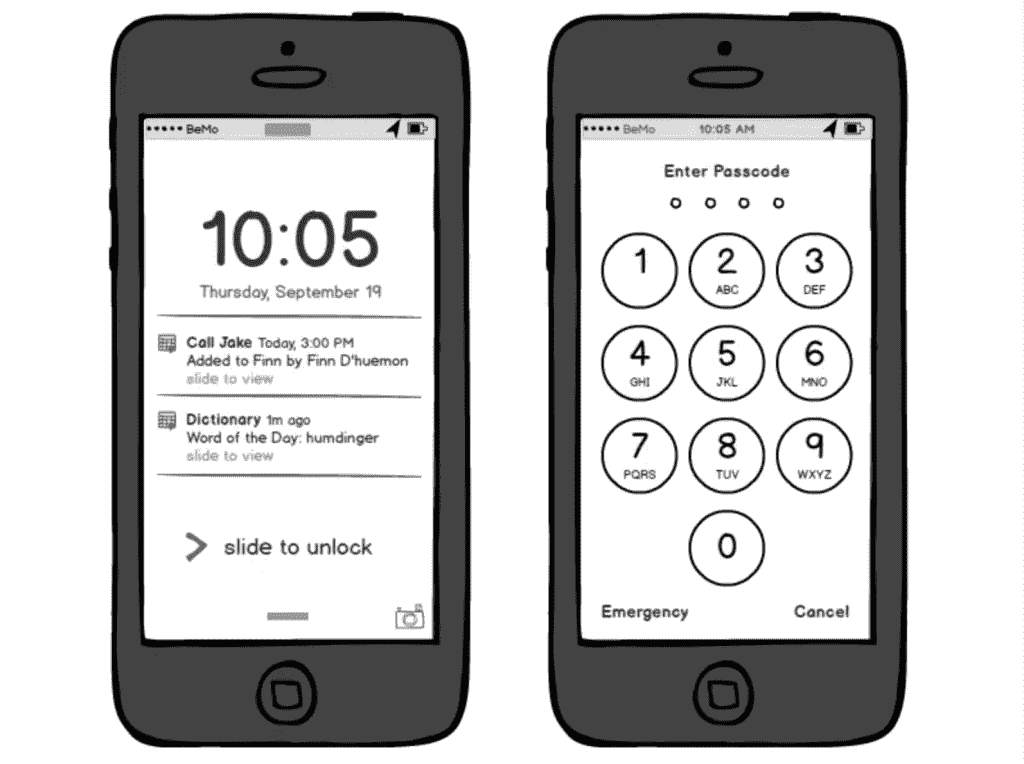 BeMo
10:05
Thursday, September 19
Call Jake Today, 3:00 PM
Added to Finn by Finn D'huemon
slide to view
Dictionary 1m ago
Word of the Day: humdinger
slide to view
> slide to unlock
BeMo 10:05 AM
Enter Passcode
1 2 3
ABC DEF
4 5 6
GHI JKL MNO
7 8 9
PQRS TUV WXYZ
0
Emergency Cancel